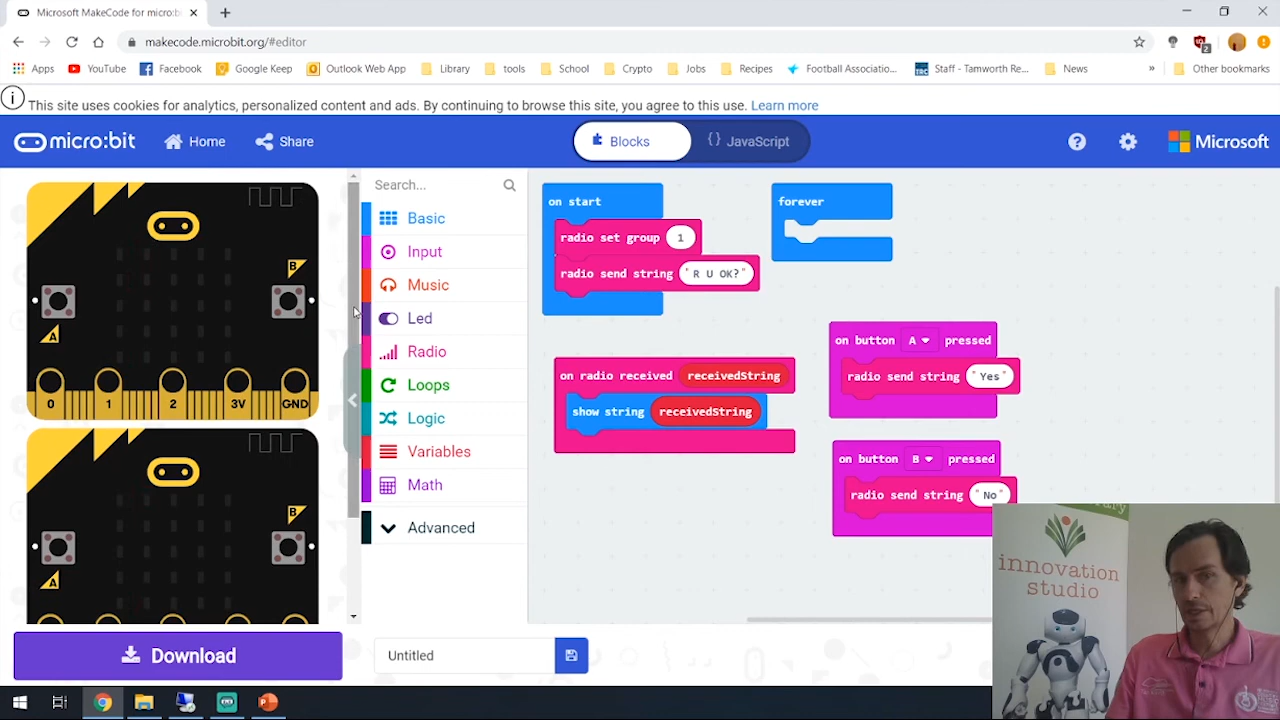 Microsoft MakeCode for micro:b
makecode.microbit.org/#editor
2
Apps YouTube Facebook Google Keep Outlook Web App Library tools School Crypto Jobs Recipes Football Associatio... Staff - Tamworth Re... News » Other bookmarks
This site uses cookies for analytics, personalized content and ads. By continuing to browse this site, you agree to this use. Learn more
micro:bit Home Share Blocks {} JavaScript ? Microsoft
Search...
Basic
Input
Music
Led
Radio
Loops
Logic
Variables
Math
Advanced
B
A
0 1 2 3V GND
B
A
Download
Untitled
on start
radio set group 1
radio send string "R U OK?"
forever
on radio received receivedString
show string receivedString
on button A pressed
radio send string "Yes"
on button B pressed
radio send string "No"
innovation
studio